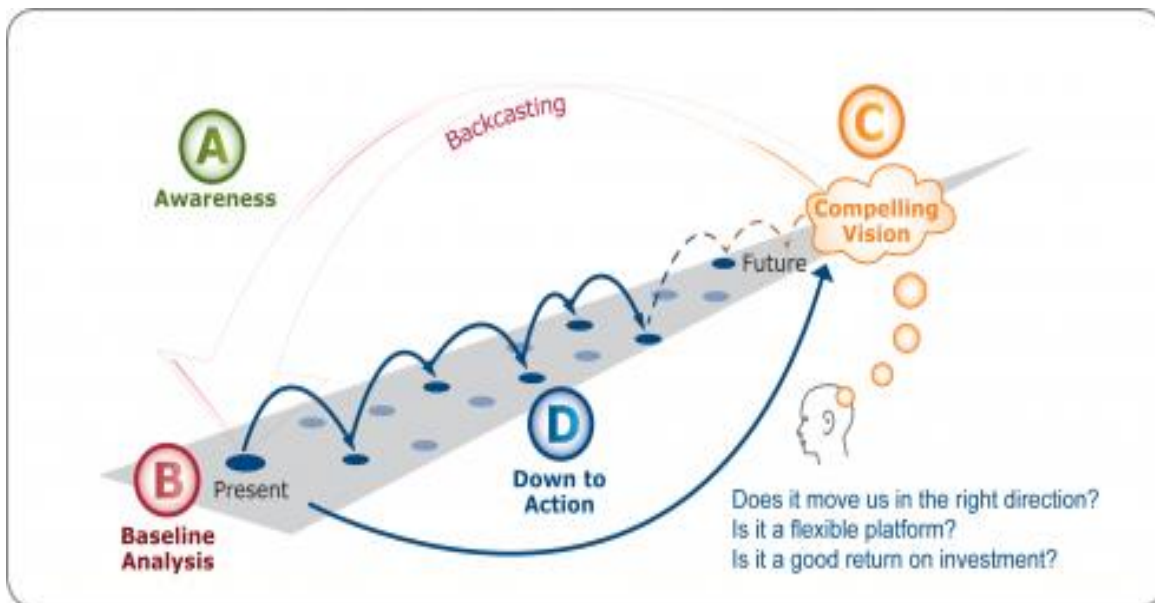 Backcasting
A
Awareness
C
Compelling
Vision
Future
D
Down to
Action
B
Present
Baseline
Analysis
Does it move us in the right direction?
Is it a flexible platform?
Is it a good return on investment?